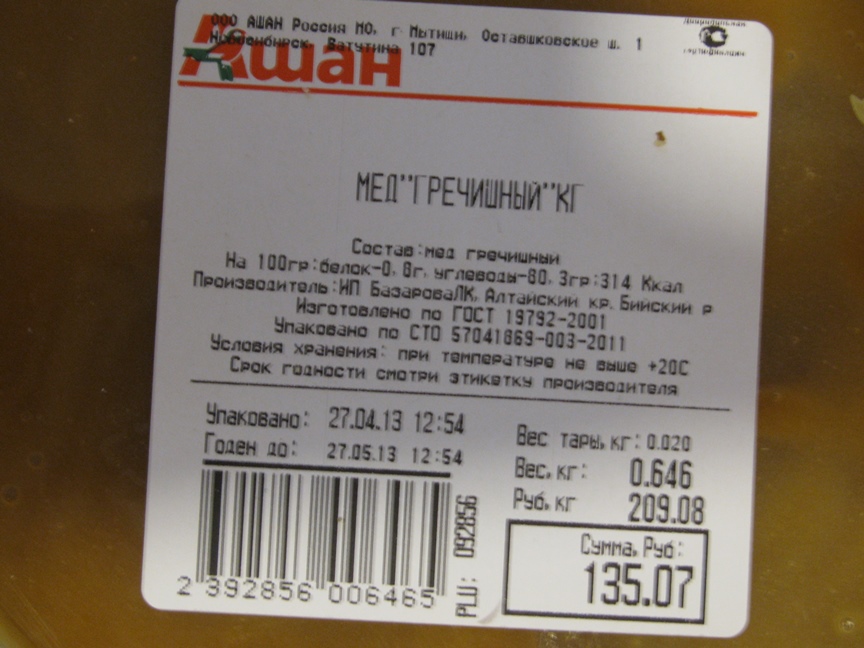 ООО АШАН Россия МО, г Мытищи, Осташковское ш. 1
Новосибирск, Ватутина 107
Ашан
Добровольная
сертификация
МЕД"ГРЕЧИШНЫЙ"КГ
Состав:мед гречишный
На 100гр:белок-0, 8г, углеводы-80, 3гр:314 Ккал
Производитель:ИП БазароваЛК, Алтайский кр. Бийский р
Изготовлено по ГОСТ 19792-2001
Упаковано по СТО 57041869-003-2011
Условия хранения: при температуре не выше +20С
Срок годности смотри этикетку производителя
Упаковано: 27.04.13 12:54
Годен до: 27.05.13 12:54
Вес тары, кг: 0.020
Вес, кг: 0.646
Руб, кг 209.08
Сумма, Руб:
135.07
PLU: 092856
2 392856 006465